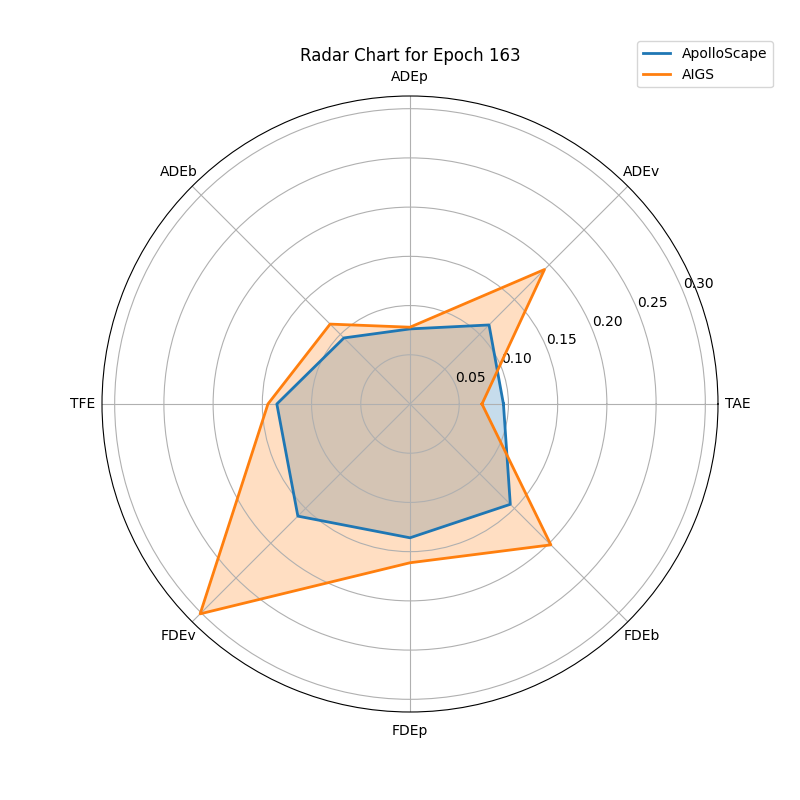 Radar Chart for Epoch 163
ApolloScape
AIGS
ADEp
ADEb
ADEv
0.30
0.25
0.20
0.15
0.10
0.05
TFE
TAE
FDEv
FDEb
FDEp